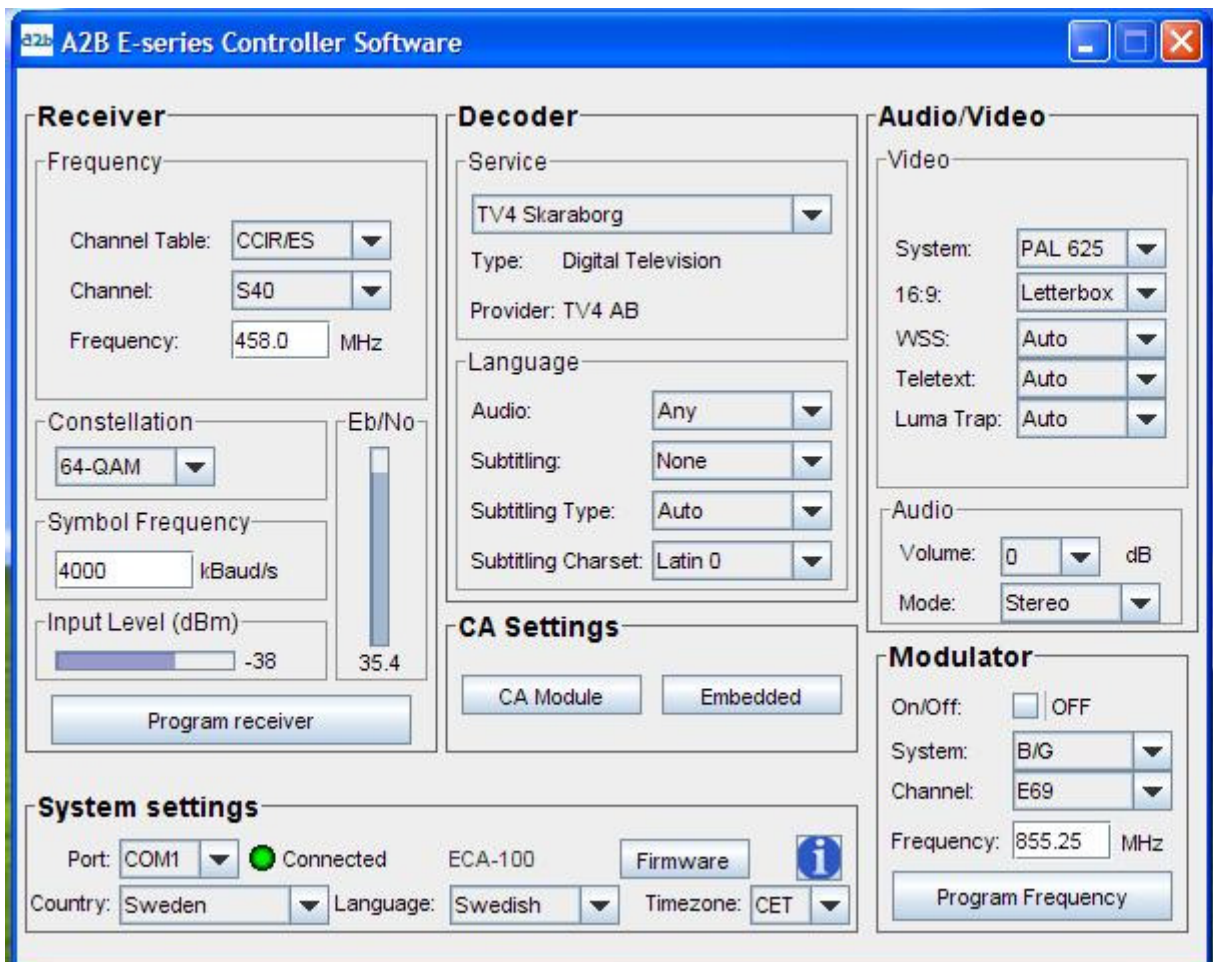 a2b A2B E-series Controller Software
Receiver
Frequency
Channel Table: CCIR/ES
Channel: S40
Frequency: 458.0 MHz
Constellation
64-QAM
Eb/No
35.4
Symbol Frequency
4000 kBaud/s
Input Level (dBm)
-38
Program receiver
Decoder
Service
TV4 Skaraborg
Type: Digital Television
Provider: TV4 AB
Language
Audio: Any
Subtitling: None
Subtitling Type: Auto
Subtitling Charset: Latin 0
CA Settings
CA Module Embedded
Audio/Video
Video
System: PAL 625
16:9: Letterbox
WSS: Auto
Teletext: Auto
Luma Trap: Auto
Audio
Volume: 0 dB
Mode: Stereo
Modulator
On/Off: OFF
System: B/G
Channel: E69
Frequency: 855.25 MHz
Program Frequency
System settings
Port: COM1 Connected ECA-100 Firmware i
Country: Sweden Language: Swedish Timezone: CET